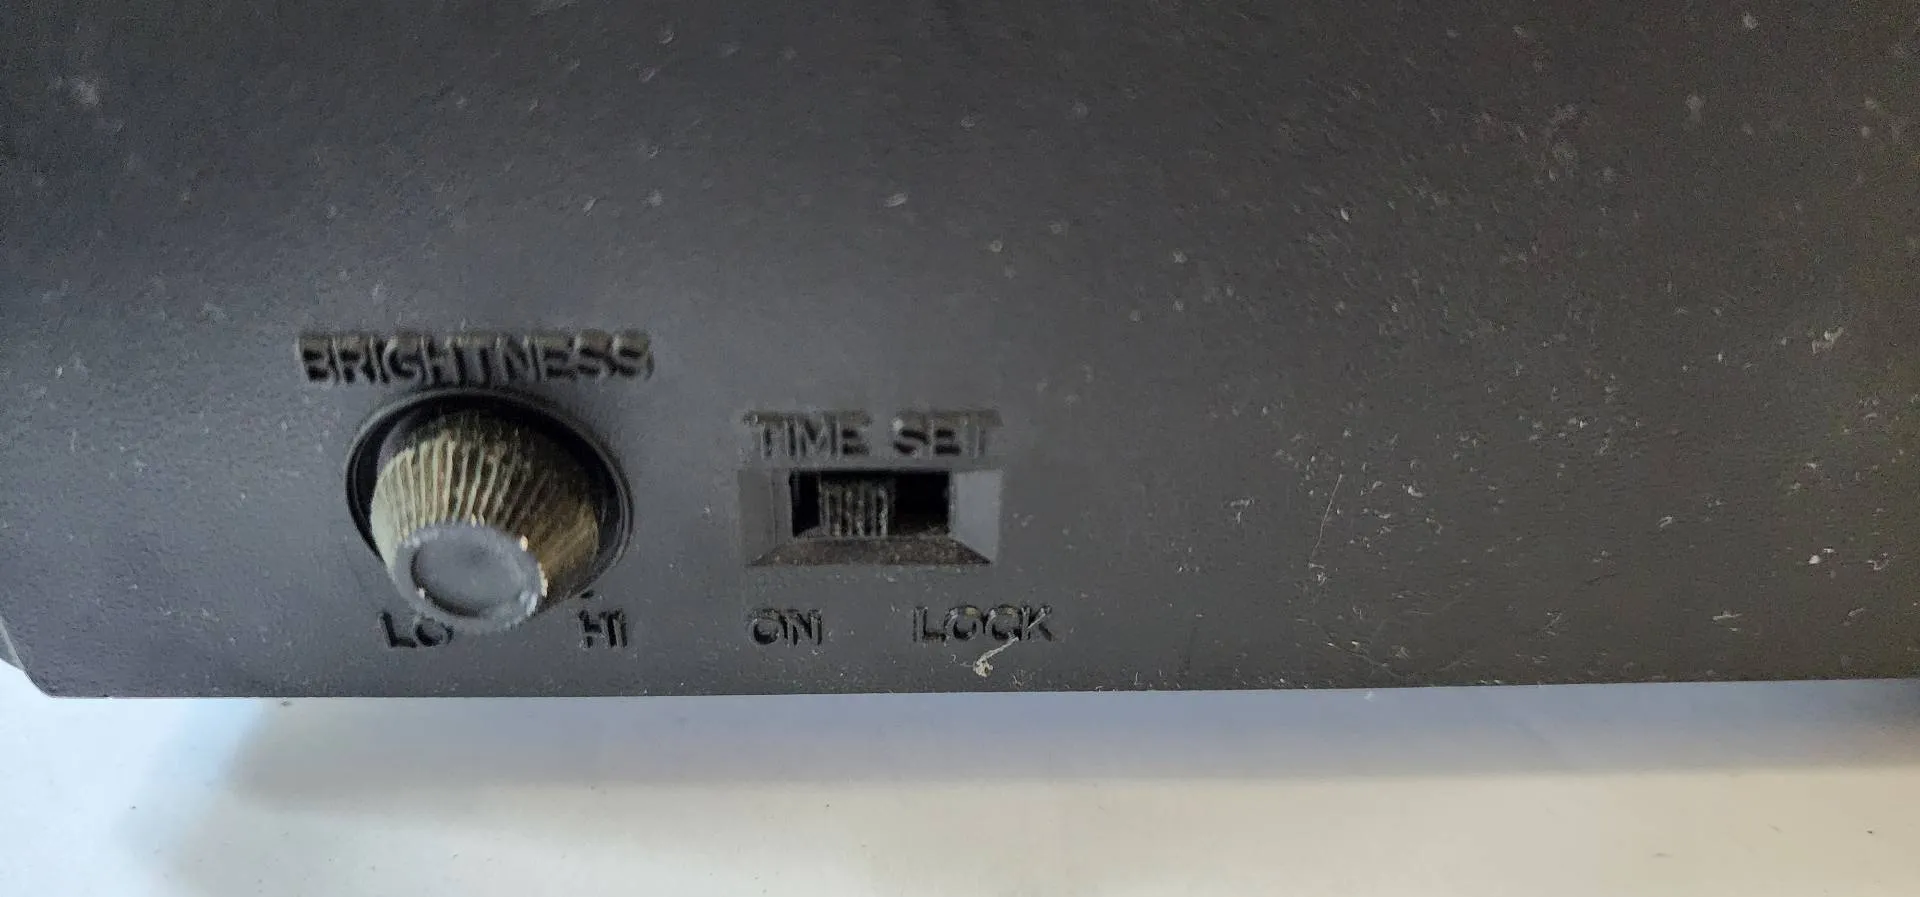 BRIGHTNESS
TIME SET
LO HI
ON LOCK